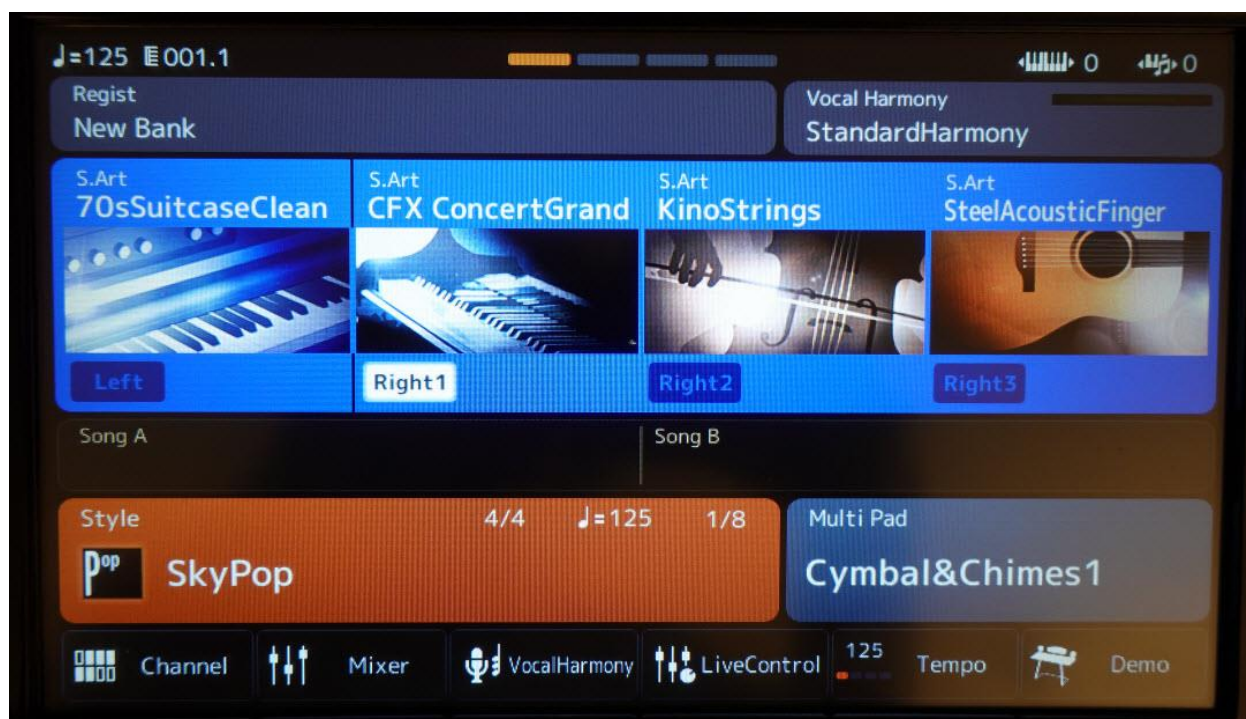 ♩=125 001.1
0 0
Regist
New Bank
Vocal Harmony
StandardHarmony
S.Art
70sSuitcaseClean
Left
S.Art
CFX ConcertGrand
Right1
S.Art
KinoStrings
Right2
S.Art
SteelAcousticFinger
Right3
Song A
Song B
Style 4/4 ♩=125 1/8
Pop SkyPop
Multi Pad
Cymbal&Chimes1
Channel
Mixer
VocalHarmony
LiveControl
125 Tempo
Demo